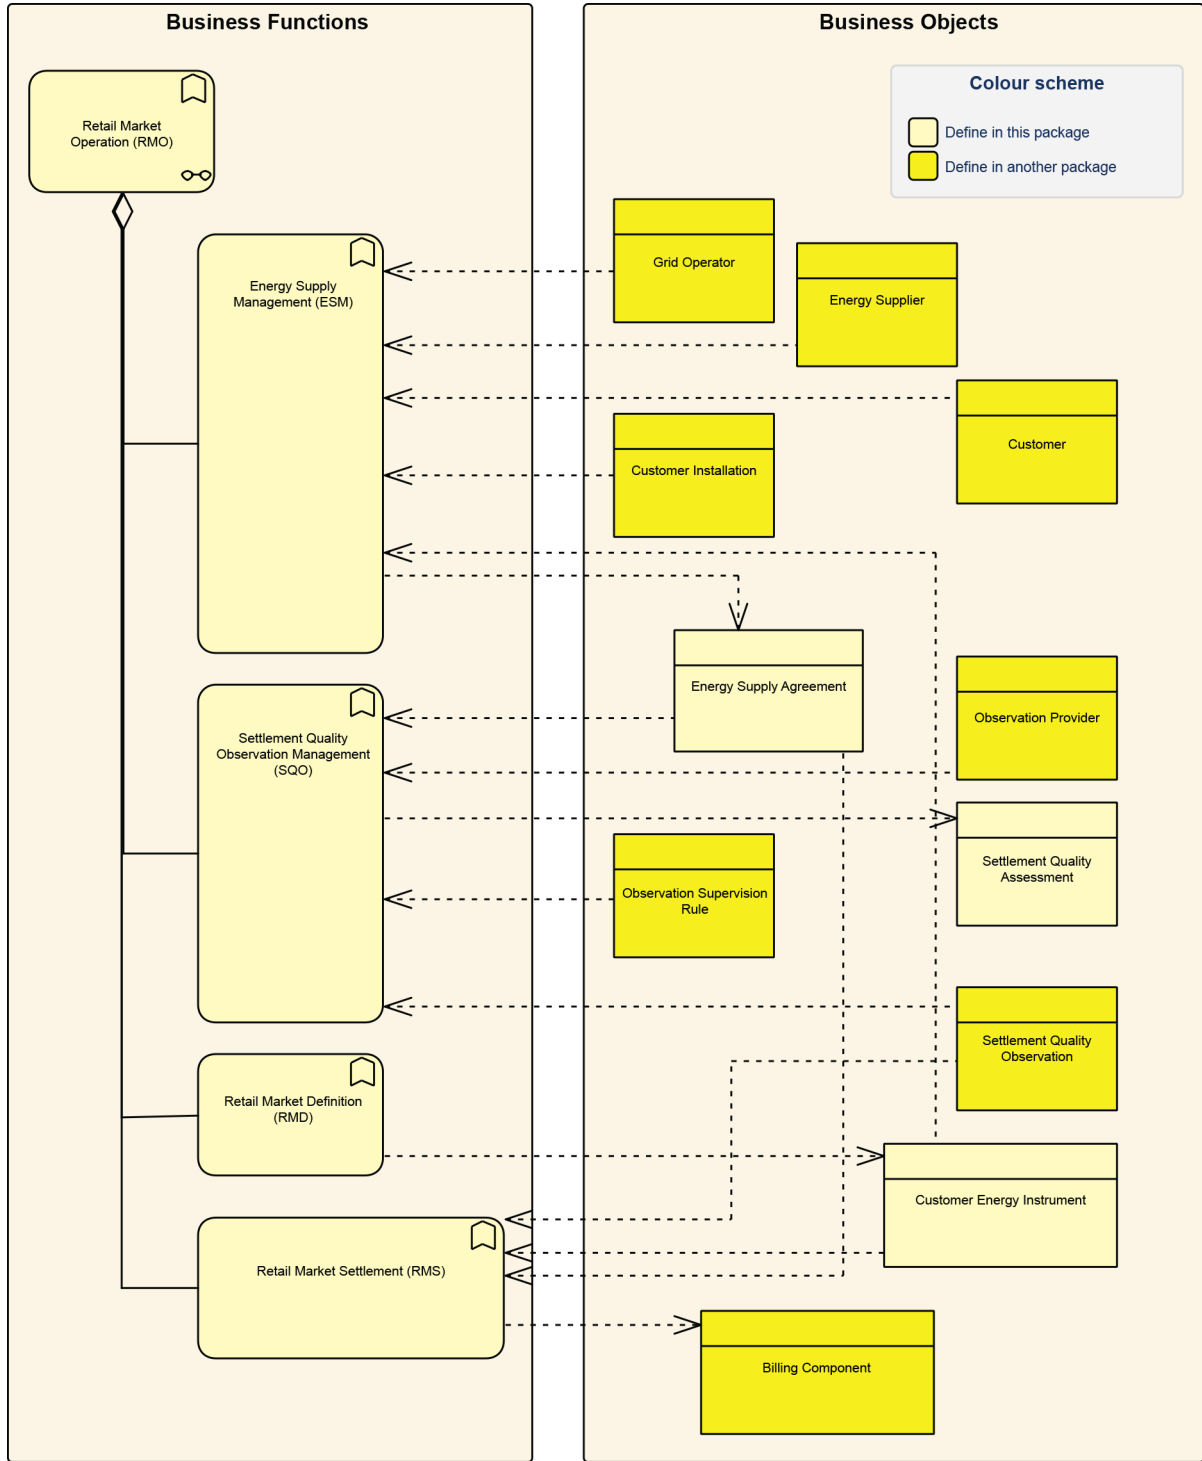 Business Functions
Retail Market
Operation (RMO)
Energy Supply
Management (ESM)
Settlement Quality
Observation Management
(SQO)
Retail Market Definition
(RMD)
Retail Market Settlement (RMS)
Business Objects
Colour scheme
Define in this package
Define in another package
Grid Operator
Energy Supplier
Customer
Customer Installation
Energy Supply Agreement
Observation Provider
Settlement Quality
Assessment
Observation Supervision
Rule
Settlement Quality
Observation
Customer Energy Instrument
Billing Component